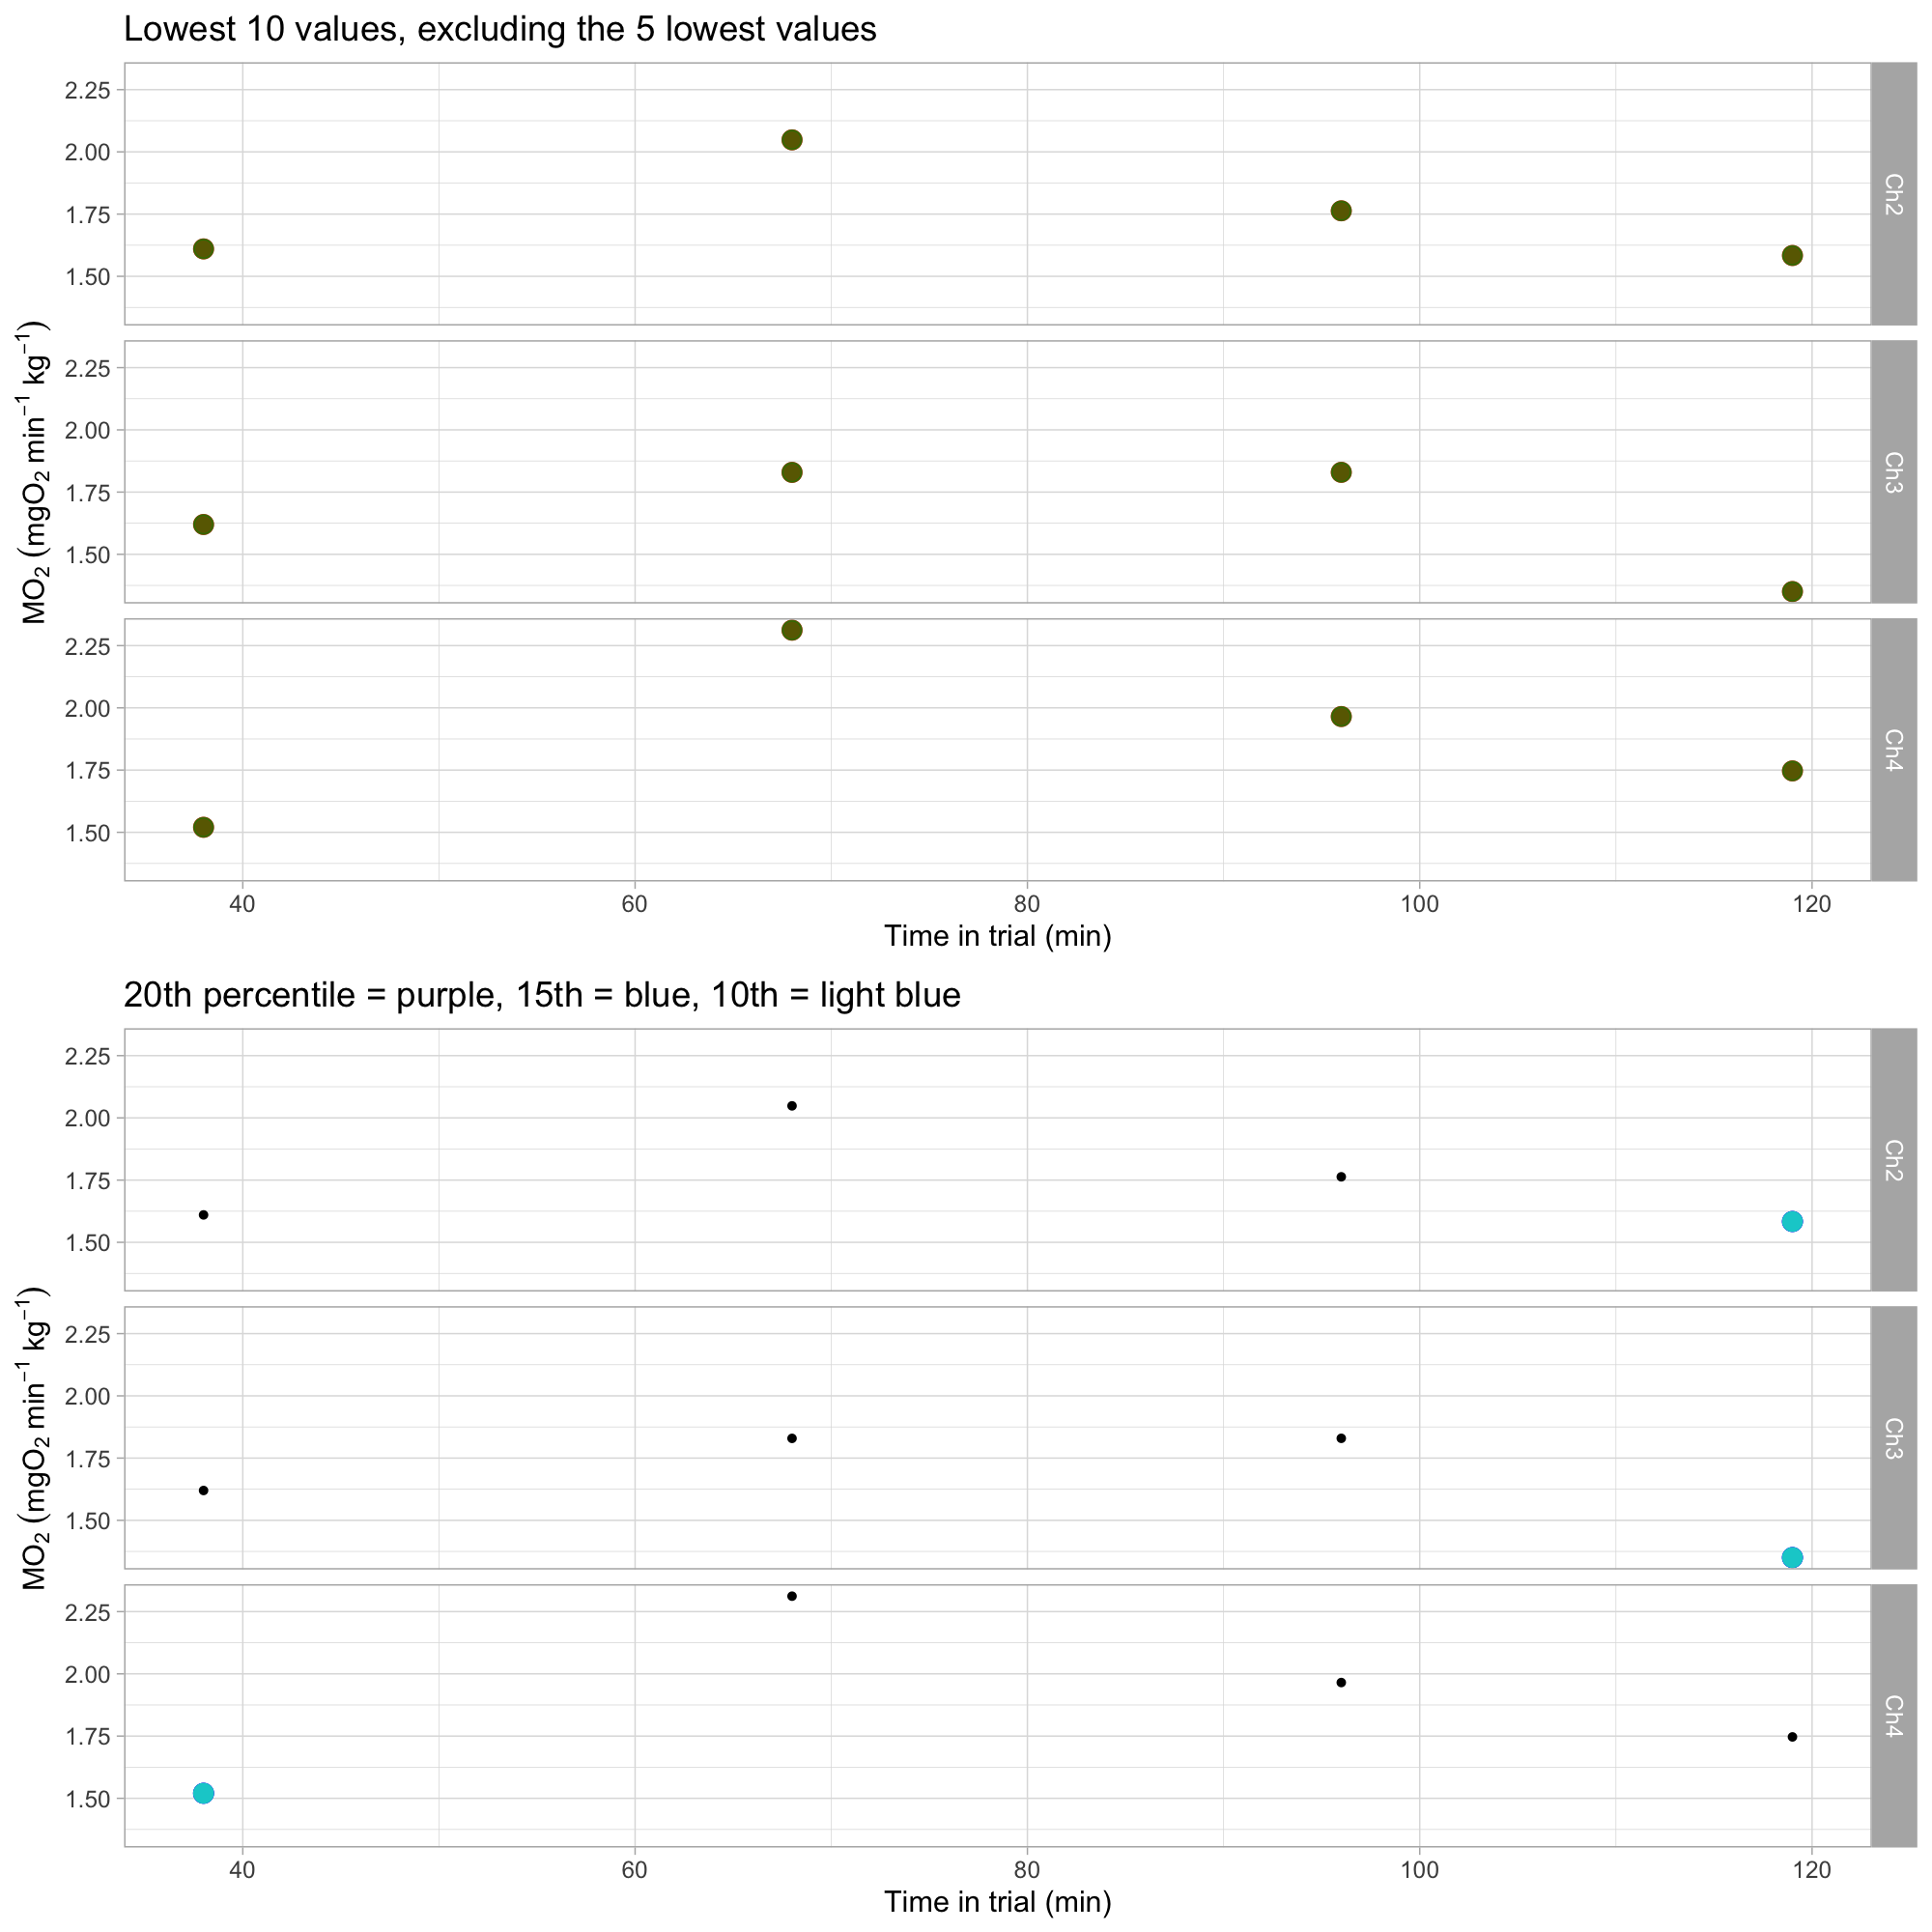 Lowest 10 values, excluding the 5 lowest values
2.25
2.00
1.75
1.50
Ch2
2.25
2.00
1.75
1.50
Ch3
2.25
2.00
1.75
1.50
Ch4
MO₂ (mgO₂ min⁻¹ kg⁻¹)
40 60 80 100 120
Time in trial (min)
20th percentile = purple, 15th = blue, 10th = light blue
2.25
2.00
1.75
1.50
Ch2
2.25
2.00
1.75
1.50
Ch3
2.25
2.00
1.75
1.50
Ch4
MO₂ (mgO₂ min⁻¹ kg⁻¹)
40 60 80 100 120
Time in trial (min)